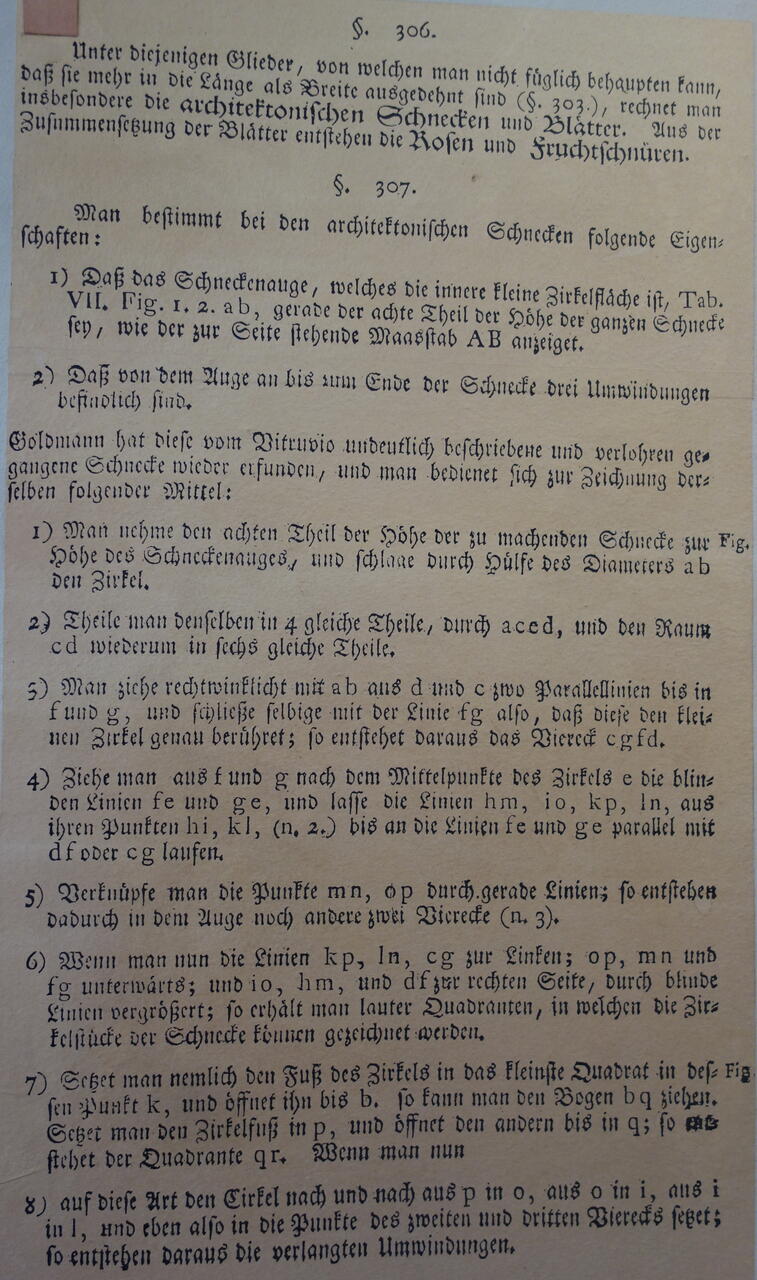 §. 306.
Unter diejenigen Glieder, von welchen man nicht füglich behaupten kann,
daß sie mehr in die Länge als Breite ausgedehnt sind (§. 303.), rechnet man
insbesondere die architektonischen Schnecken und Blätter. Aus der
Zusammensetzung der Blätter entstehen die Rosen und Fruchtschnüren.
§. 307.
Man bestimmt bei den architektonischen Schnecken folgende Eigen-
schaften:
1) Daß das Schneckenauge, welches die innere kleine Zirkelfläche ist, Tab.
VII. Fig. 1. 2. ab, gerade der achte Theil der Höhe der ganzen Schnecke
sey, wie der zur Seite stehende Maasstab AB anzeiget.
2) Daß von dem Auge an bis zum Ende der Schnecke drei Umwindungen
befindlich sind.
Goldmann hat diese vom Vitruvio undeutlich beschriebene und verlohren ge-
gangene Schnecke wieder erfunden, und man bedienet sich zur Zeichnung der-
selben folgender Mittel:
1) Man nehme den achten Theil der Höhe der zu machenden Schnecke zur Fig.
Höhe des Schneckenauges, und schlage durch Hülfe des Diameters ab
den Zirkel.
2) Theile man denselben in 4 gleiche Theile, durch aced, und den Raum
cd wiederum in sechs gleiche Theile.
3) Man ziehe rechtwinklicht mit ab aus d und c zwo Parallellinien bis in
f und g, und schließe selbige mit der Linie fg also, daß diese den klei-
nen Zirkel genau berühret; so entstehet daraus das Viereck cgfd.
4) Ziehe man aus f und g nach dem Mittelpunkte des Zirkels e die blin-
den Linien fe und ge, und lasse die Linien hm, io, kp, ln, aus
ihren Punkten hi, kl, (n. 2.) bis an die Linien fe und ge parallel mit
df oder cg laufen.
5) Verknüpfe man die Punkte mn, op durch gerade Linien; so entstehen
dadurch in dem Auge noch andere zwei Vierecke (n. 3).
6) Wenn man nun die Linien kp, ln, cg zur Linken; op, mn und
fg unterwärts; und io, hm, und df zur rechten Seite, durch blinde
Linien vergrößert; so erhält man lauter Quadranten, in welchen die Zir-
kelstücke der Schnecke können gezeichnet werden.
7) Setzet man nemlich den Fuß des Zirkels in das kleinste Quadrat in des- Fig
sen Punkt k, und öffnet ihn bis b. so kann man den Bogen bq ziehen.
Setzet man den Zirkelfuß in p, und öffnet den andern bis in q; so ent-
stehet der Quadrante qr. Wenn man nun
8) auf diese Art den Cirkel nach und nach aus p in o, aus o in i, aus i
in l, und eben also in die Punkte des zweiten und dritten Vierecks setzet;
so entstehen daraus die verlangten Umwindungen.